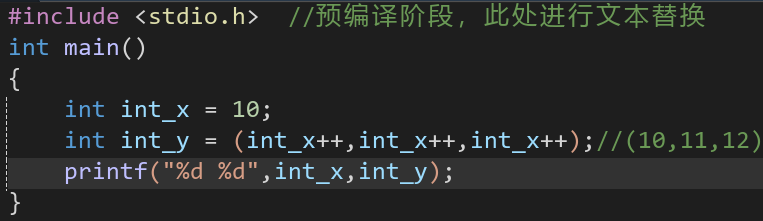 #include <stdio.h>  //预编译阶段，此处进行文本替换
int main()
{
    int int_x = 10;
    int int_y = (int_x++,int_x++,int_x++);//(10,11,12)
    printf("%d %d",int_x,int_y);
}